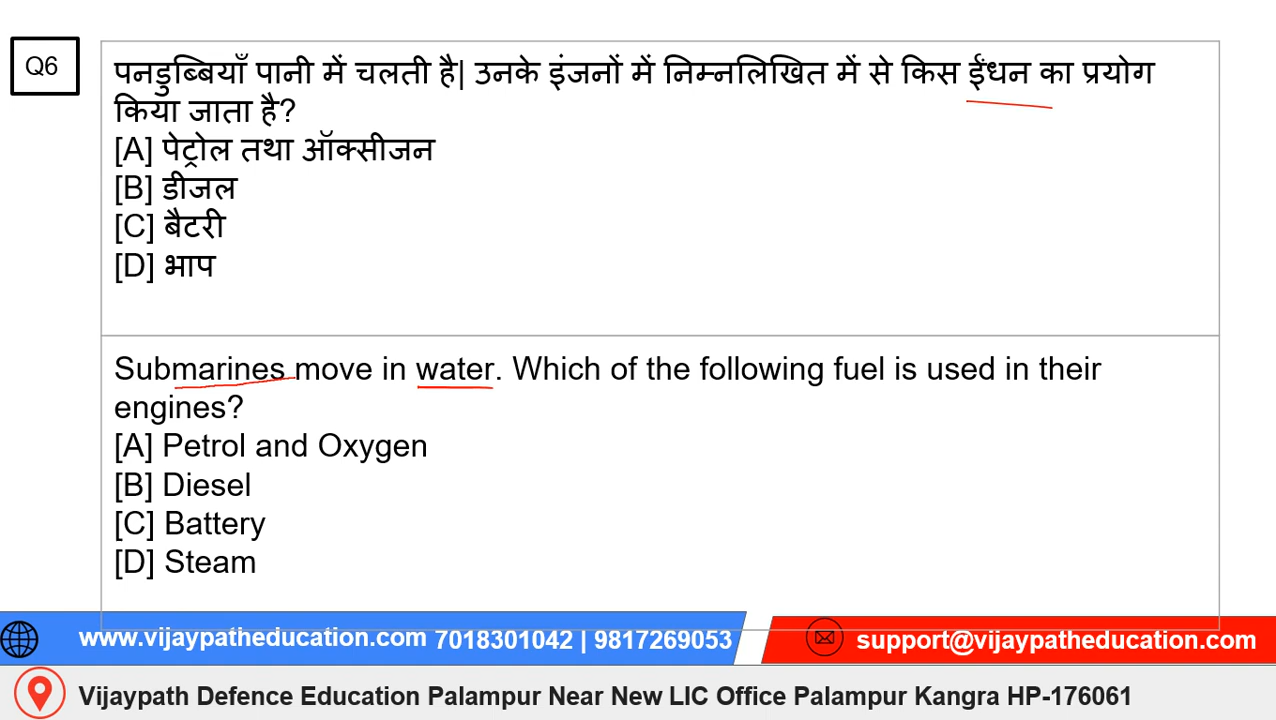 Q6
पनडुब्बियाँ पानी में चलती है| उनके इंजनों में निम्नलिखित में से किस ईंधन का प्रयोग
किया जाता है?
[A] पेट्रोल तथा ऑक्सीजन
[B] डीजल
[C] बैटरी
[D] भाप
Submarines move in water. Which of the following fuel is used in their
engines?
[A] Petrol and Oxygen
[B] Diesel
[C] Battery
[D] Steam
www.vijaypatheducation.com 7018301042 | 9817269053 support@vijaypatheducation.com
Vijaypath Defence Education Palampur Near New LIC Office Palampur Kangra HP-176061